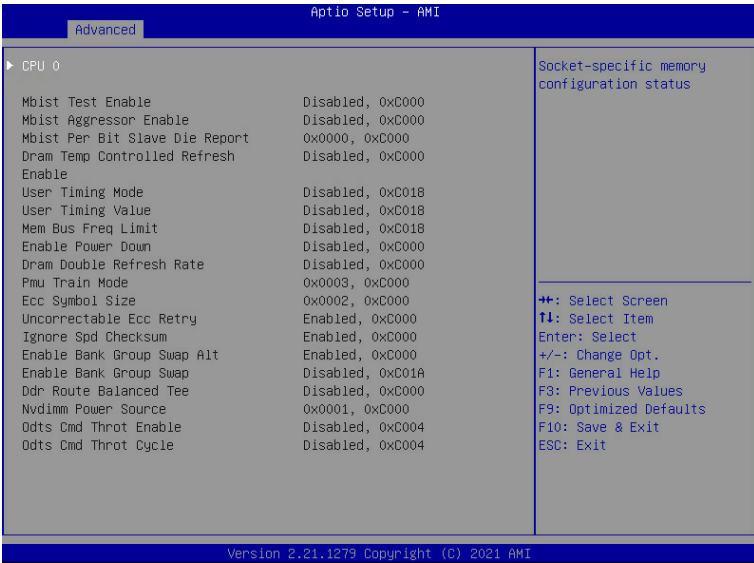 Aptio Setup – AMI
Advanced
CPU 0
Mbist Test Enable Disabled, 0xC000
Mbist Aggressor Enable Disabled, 0xC000
Mbist Per Bit Slave Die Report 0x0000, 0xC000
Dram Temp Controlled Refresh Disabled, 0xC000
Enable
User Timing Mode Disabled, 0xC018
User Timing Value Disabled, 0xC018
Mem Bus Freq Limit Disabled, 0xC018
Enable Power Down Disabled, 0xC000
Dram Double Refresh Rate Disabled, 0xC000
Pmu Train Mode 0x0003, 0xC000
Ecc Symbol Size 0x0002, 0xC000
Uncorrectable Ecc Retry Enabled, 0xC000
Ignore Spd Checksum Enabled, 0xC000
Enable Bank Group Swap Alt Enabled, 0xC000
Enable Bank Group Swap Disabled, 0xC01A
Ddr Route Balanced Tee Disabled, 0xC000
Nvdimm Power Source 0x0001, 0xC000
Odts Cmd Throt Enable Disabled, 0xC004
Odts Cmd Throt Cycle Disabled, 0xC004
Socket-specific memory
configuration status
→←: Select Screen
↑↓: Select Item
Enter: Select
+/-: Change Opt.
F1: General Help
F3: Previous Values
F9: Optimized Defaults
F10: Save & Exit
ESC: Exit
Version 2.21.1279 Copyright (C) 2021 AMI